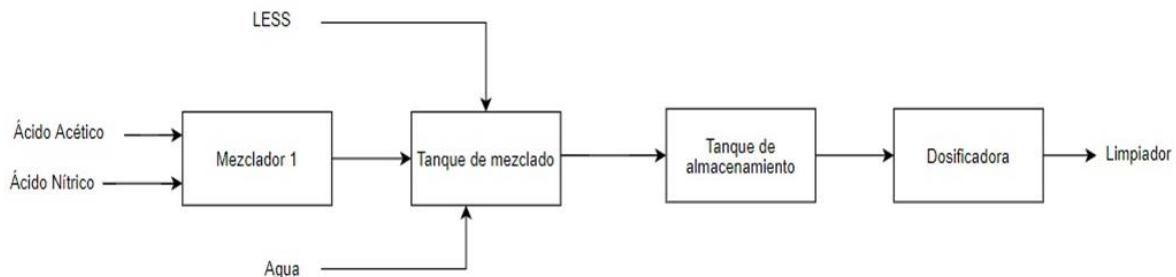 LESS
Ácido Acético
Ácido Nítrico
Mezclador 1
Tanque de mezclado
Tanque de
almacenamiento
Dosificadora
Limpiador
Agua